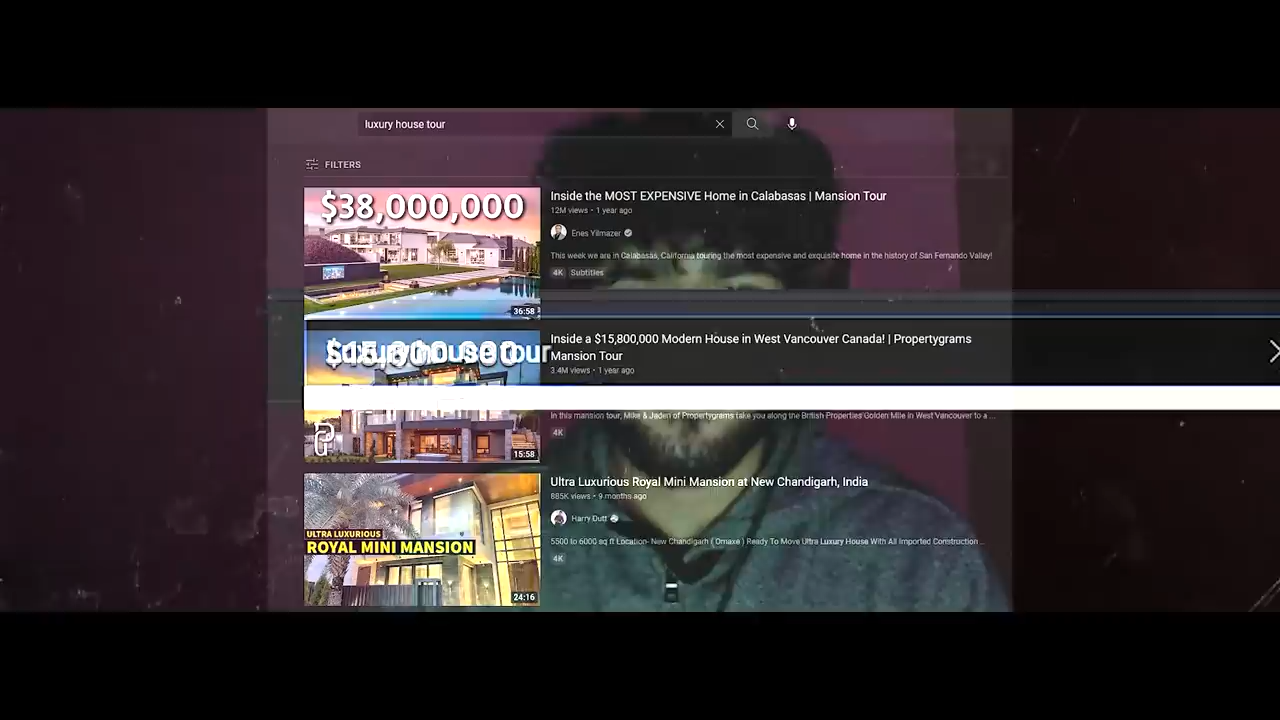 luxury house tour
FILTERS
$38,000,000
36:58
Inside the MOST EXPENSIVE Home in Calabasas | Mansion Tour
12M views • 1 year ago
Enes Yilmazer
This week we are in Calabasas, California touring the most expensive and exquisite home in the history of San Fernando Valley!
4K Subtitles
Luxury house tour
15:58
Inside a $15,800,000 Modern House in West Vancouver Canada! | Propertygrams
Mansion Tour
3.4M views • 1 year ago
In this mansion tour, Mike & Jaden of Propertygrams take you along the British Properties Golden Mile in West Vancouver to a ...
4K
ULTRA LUXURIOUS
ROYAL MINI MANSION
24:16
Ultra Luxurious Royal Mini Mansion at New Chandigarh, India
885K views • 9 months ago
Harry Dutt
5500 to 6000 sq ft Location- New Chandigarh ( Omaxe ) Ready To Move Ultra Luxury House With All Imported Construction ...
4K